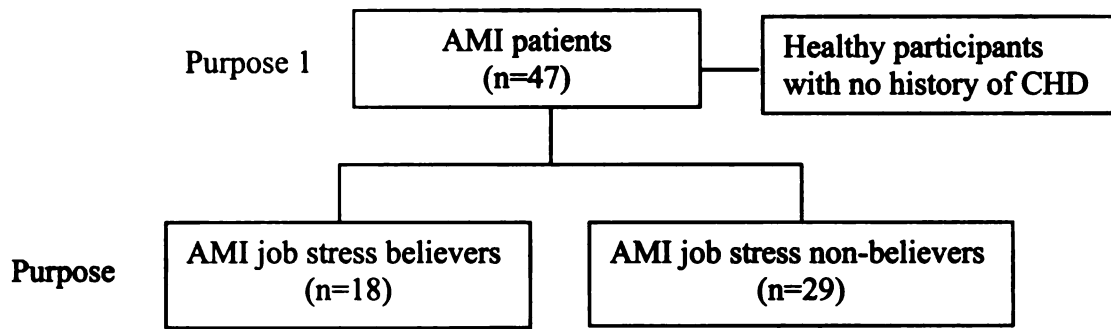 Purpose 1
AMI patients
(n=47)
Healthy participants
with no history of CHD
Purpose
AMI job stress believers
(n=18)
AMI job stress non-believers
(n=29)